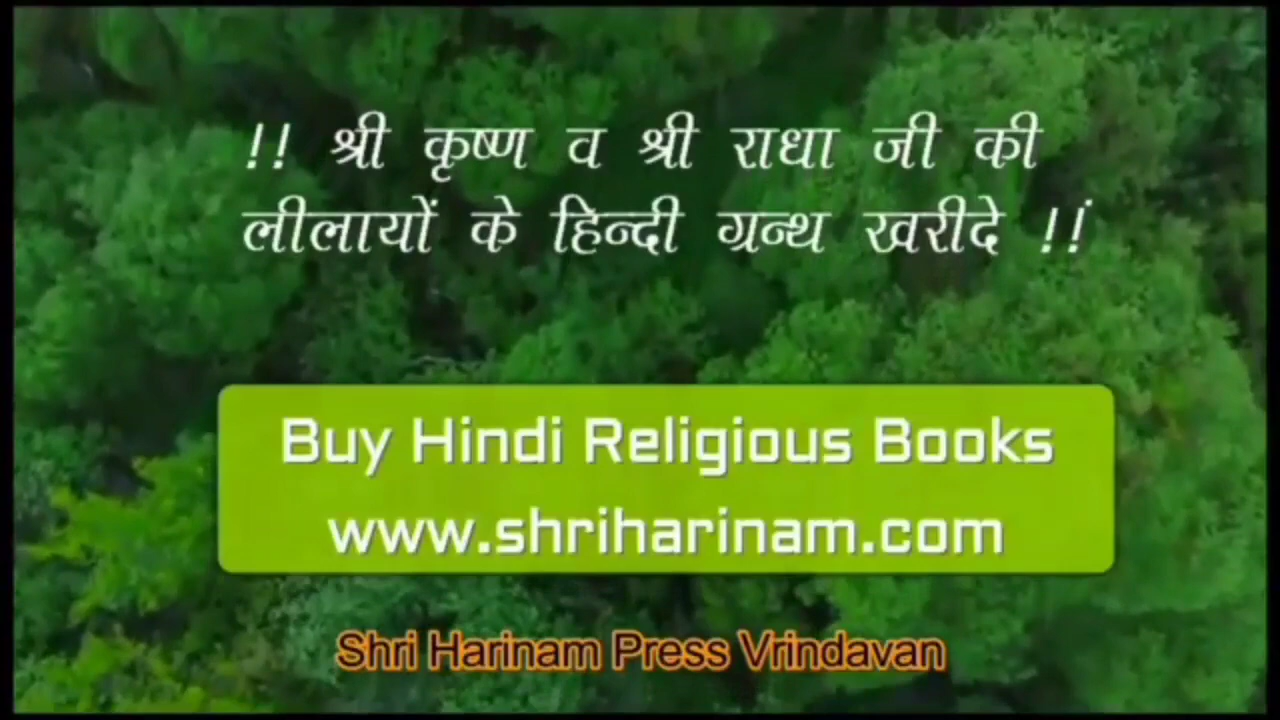 !! श्री कृष्ण व श्री राधा जी की
लीलायों के हिन्दी ग्रन्थ खरीदे !!ं
Buy Hindi Religious Books
www.shriharinam.com
Shri Harinam Press Vrindavan